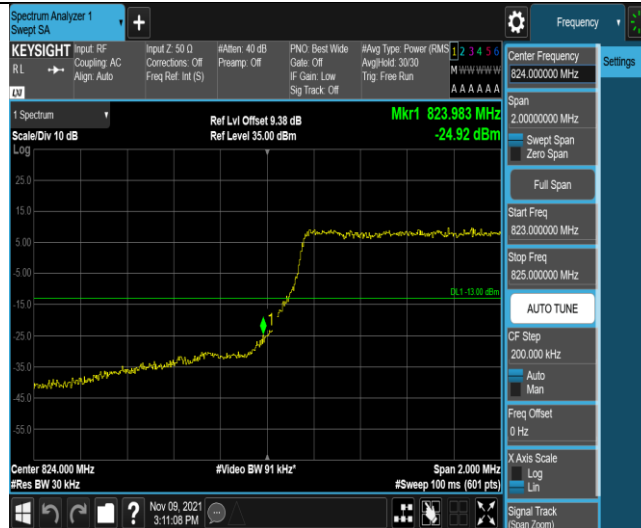 Spectrum Analyzer 1
Swept SA
+
Frequency
KEYSIGHT
R L
LXI
Input: RF
Coupling: AC
Align: Auto
Input Z: 50 Ω
Corrections: Off
Freq Ref: Int (S)
#Atten: 40 dB
Preamp: Off
PNO: Best Wide
Gate: Off
IF Gain: Low
Sig Track: Off
#Avg Type: Power (RMS
Avg|Hold: 30/30
Trig: Free Run
1 2 3 4 5 6
M W W W W W
A A A A A A
1 Spectrum
Scale/Div 10 dB
Ref Lvl Offset 9.38 dB
Ref Level 35.00 dBm
Mkr1 823.983 MHz
-24.92 dBm
Log
25.0
15.0
5.00
-5.00
-15.0
-25.0
-35.0
-45.0
-55.0
DL1 -13.00 dBm
1
Center 824.000 MHz
#Res BW 30 kHz
#Video BW 91 kHz*
Span 2.000 MHz
#Sweep 100 ms (601 pts)
Nov 09, 2021
3:11:08 PM
?
Center Frequency
824.000000 MHz
Span
2.00000000 MHz
Swept Span
Zero Span
Full Span
Start Freq
823.000000 MHz
Stop Freq
825.000000 MHz
AUTO TUNE
CF Step
200.000 kHz
Auto
Man
Freq Offset
0 Hz
X Axis Scale
Log
Lin
Signal Track
(Span Zoom)
Settings